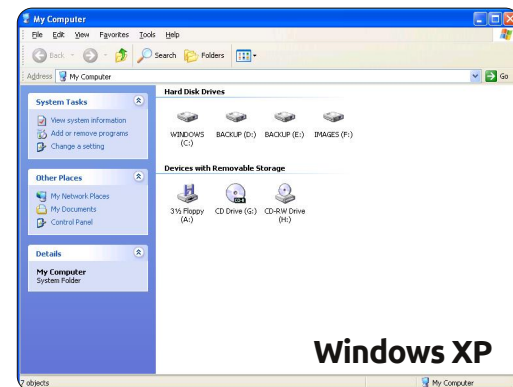 My Computer
File Edit View Favorites Tools Help
Back Search Folders
Address My Computer Go
System Tasks
View system information
Add or remove programs
Change a setting
Other Places
My Network Places
My Documents
Control Panel
Details
My Computer
System Folder
Hard Disk Drives
WINDOWS (C:)
BACKUP (D:)
BACKUP (E:)
IMAGES (F:)
Devices with Removable Storage
3½ Floppy (A:)
CD Drive (G:)
CD-RW Drive (H:)
Windows XP
7 objects
My Computer